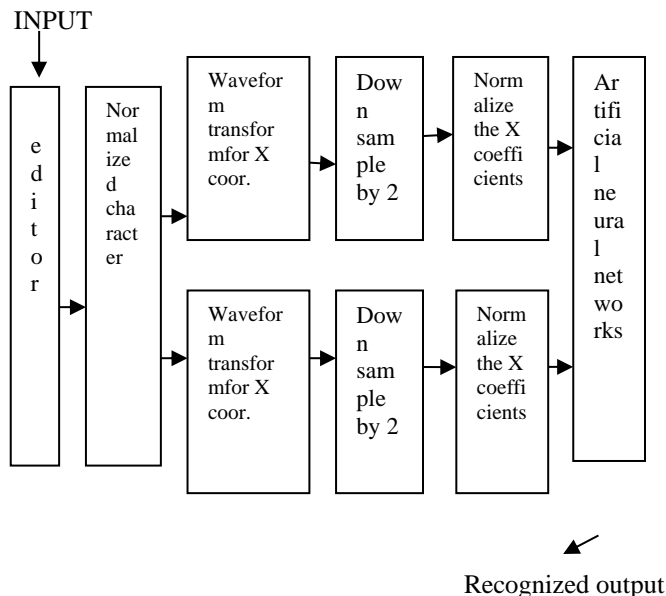 INPUT
e
d
i
t
o
r
Nor
mal
ize
d
cha
ract
er
Wavefor
m
transfor
mfor X
coor.
Dow
n
sam
ple
by 2
Norm
alize
the X
coeffi
cients
Wavefor
m
transfor
mfor X
coor.
Dow
n
sam
ple
by 2
Norm
alize
the X
coeffi
cients
Ar
tifi
cia
l
ne
ura
l
net
wo
rks
Recognized output